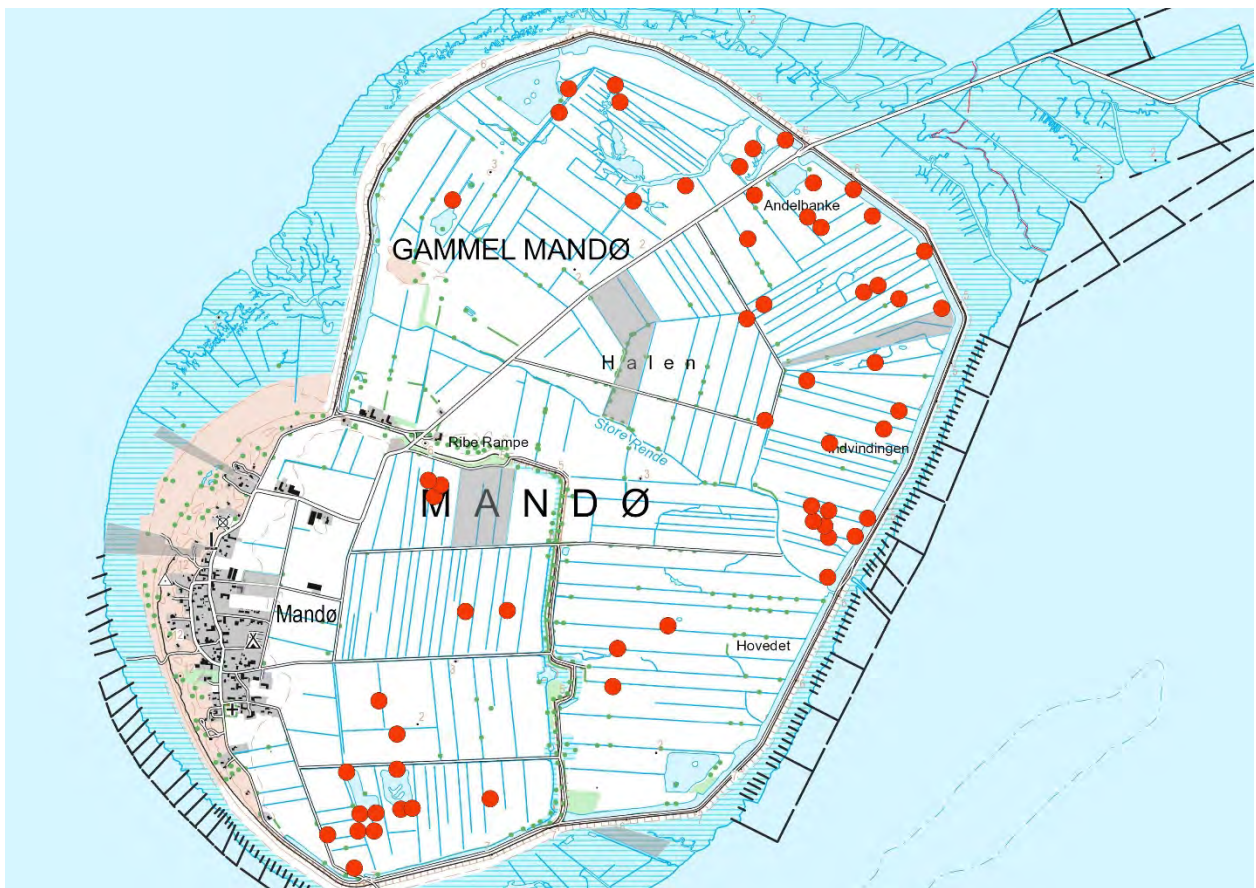 Andelbanke
GAMMEL MANDØ
Halen
Store Rende
Ribe Rampe
Indvindingen
MANDØ
Mandø
Hovedet